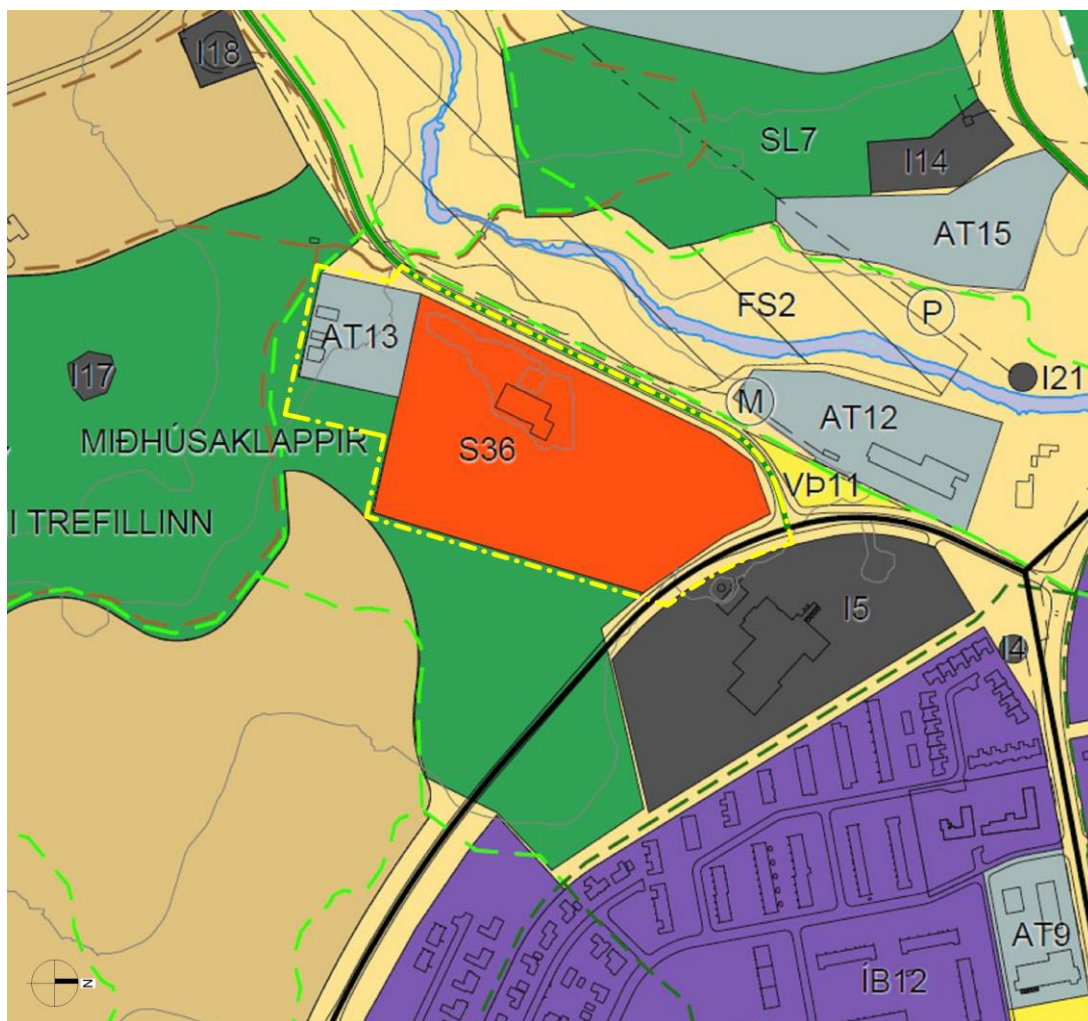 I18
SL7
I14
AT15
AT13
FS2
P
I17
I21
M
AT12
MIÐHÚSAKLAPPIR
S36
VÞ11
I TREFILLINN
I5
I4
AT9
ÍB12
N